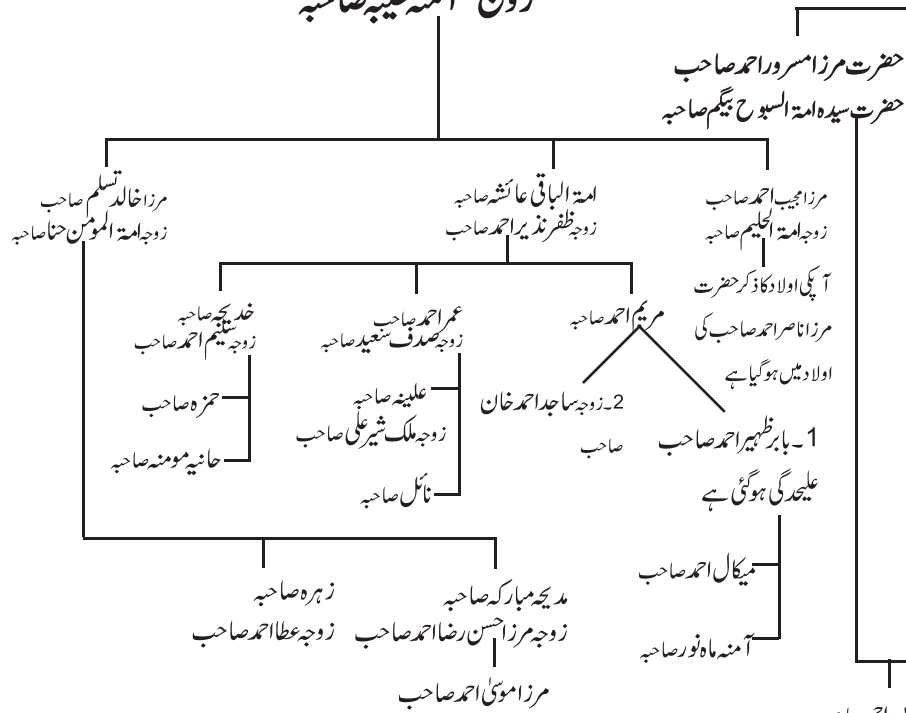 حضرت مرزا مسرور احمد صاحب
حضرت سیدہ امۃ السبوح بیگم صاحبہ
مرزا مجیب احمد صاحب
زوجہ امۃ الحلیم صاحبہ
آپکی اولاد کا ذکر حضرت
مرزا ناصر احمد صاحب کی
اولاد میں ہوگیا ہے
امۃ الباقی عائشہ صاحبہ
زوجہ ظفر نذیر احمد صاحب
مرزا خالد تسلیم صاحب
زوجہ امۃ المومن حنا صاحبہ
مریم احمد صاحبہ
1۔ بابر ظہیر احمد صاحب
علیحدگی ہوگئی ہے
میکال احمد صاحب
آمنہ ماہ نور صاحبہ
2۔ زوجہ ساجد احمد خان
صاحب
عمر احمد صاحب
زوجہ صدف سعید صاحبہ
علینہ صاحبہ
زوجہ ملک شیر علی صاحب
نائل صاحبہ
خدیجہ صاحبہ
زوجہ احمد صاحب
حمزہ صاحب
حانیہ مومنہ صاحبہ
مدیحہ مبارکہ صاحبہ
زوجہ مرزا احسن رضا احمد صاحب
مرزا موسیٰ احمد صاحب
زہرہ صاحبہ
زوجہ عطا احمد صاحب